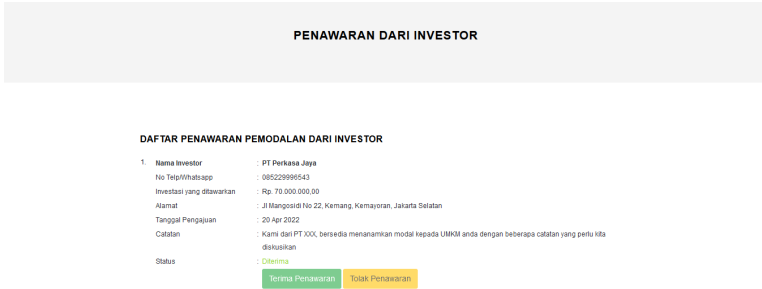 PENAWARAN DARI INVESTOR
DAFTAR PENAWARAN PEMODALAN DARI INVESTOR
1. Nama Investor : PT Perkasa Jaya
No Telp/Whatsapp : 085229996543
Investasi yang ditawarkan : Rp. 70.000.000,00
Alamat : Jl Mangosidi No 22, Kemang, Kemayoran, Jakarta Selatan
Tanggal Pengajuan : 20 Apr 2022
Catatan : Kami dari PT XXX, bersedia menanamkan modal kepada UMKM anda dengan beberapa catatan yang perlu kita
diskusikan
Status : Diterima
Terima Penawaran Tolak Penawaran